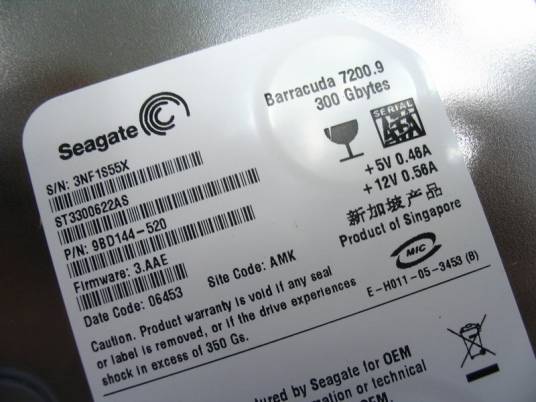 Seagate
Barracuda 7200.9
300 Gbytes
SERIAL
ATA
S/N: 3NF1S55X
ST3300622AS
P/N: 9BD144-520
Firmware: 3.AAE
Date Code: 06453
Site Code: AMK
+5V 0.46A
+12V 0.56A
新加坡产品
Product of Singapore
MIC
E-H011-05-3453 (B)
Caution. Product warranty is void if any seal
or label is removed, or if the drive experiences
shock in excess of 350 Gs.
by Seagate for OEM
or technical